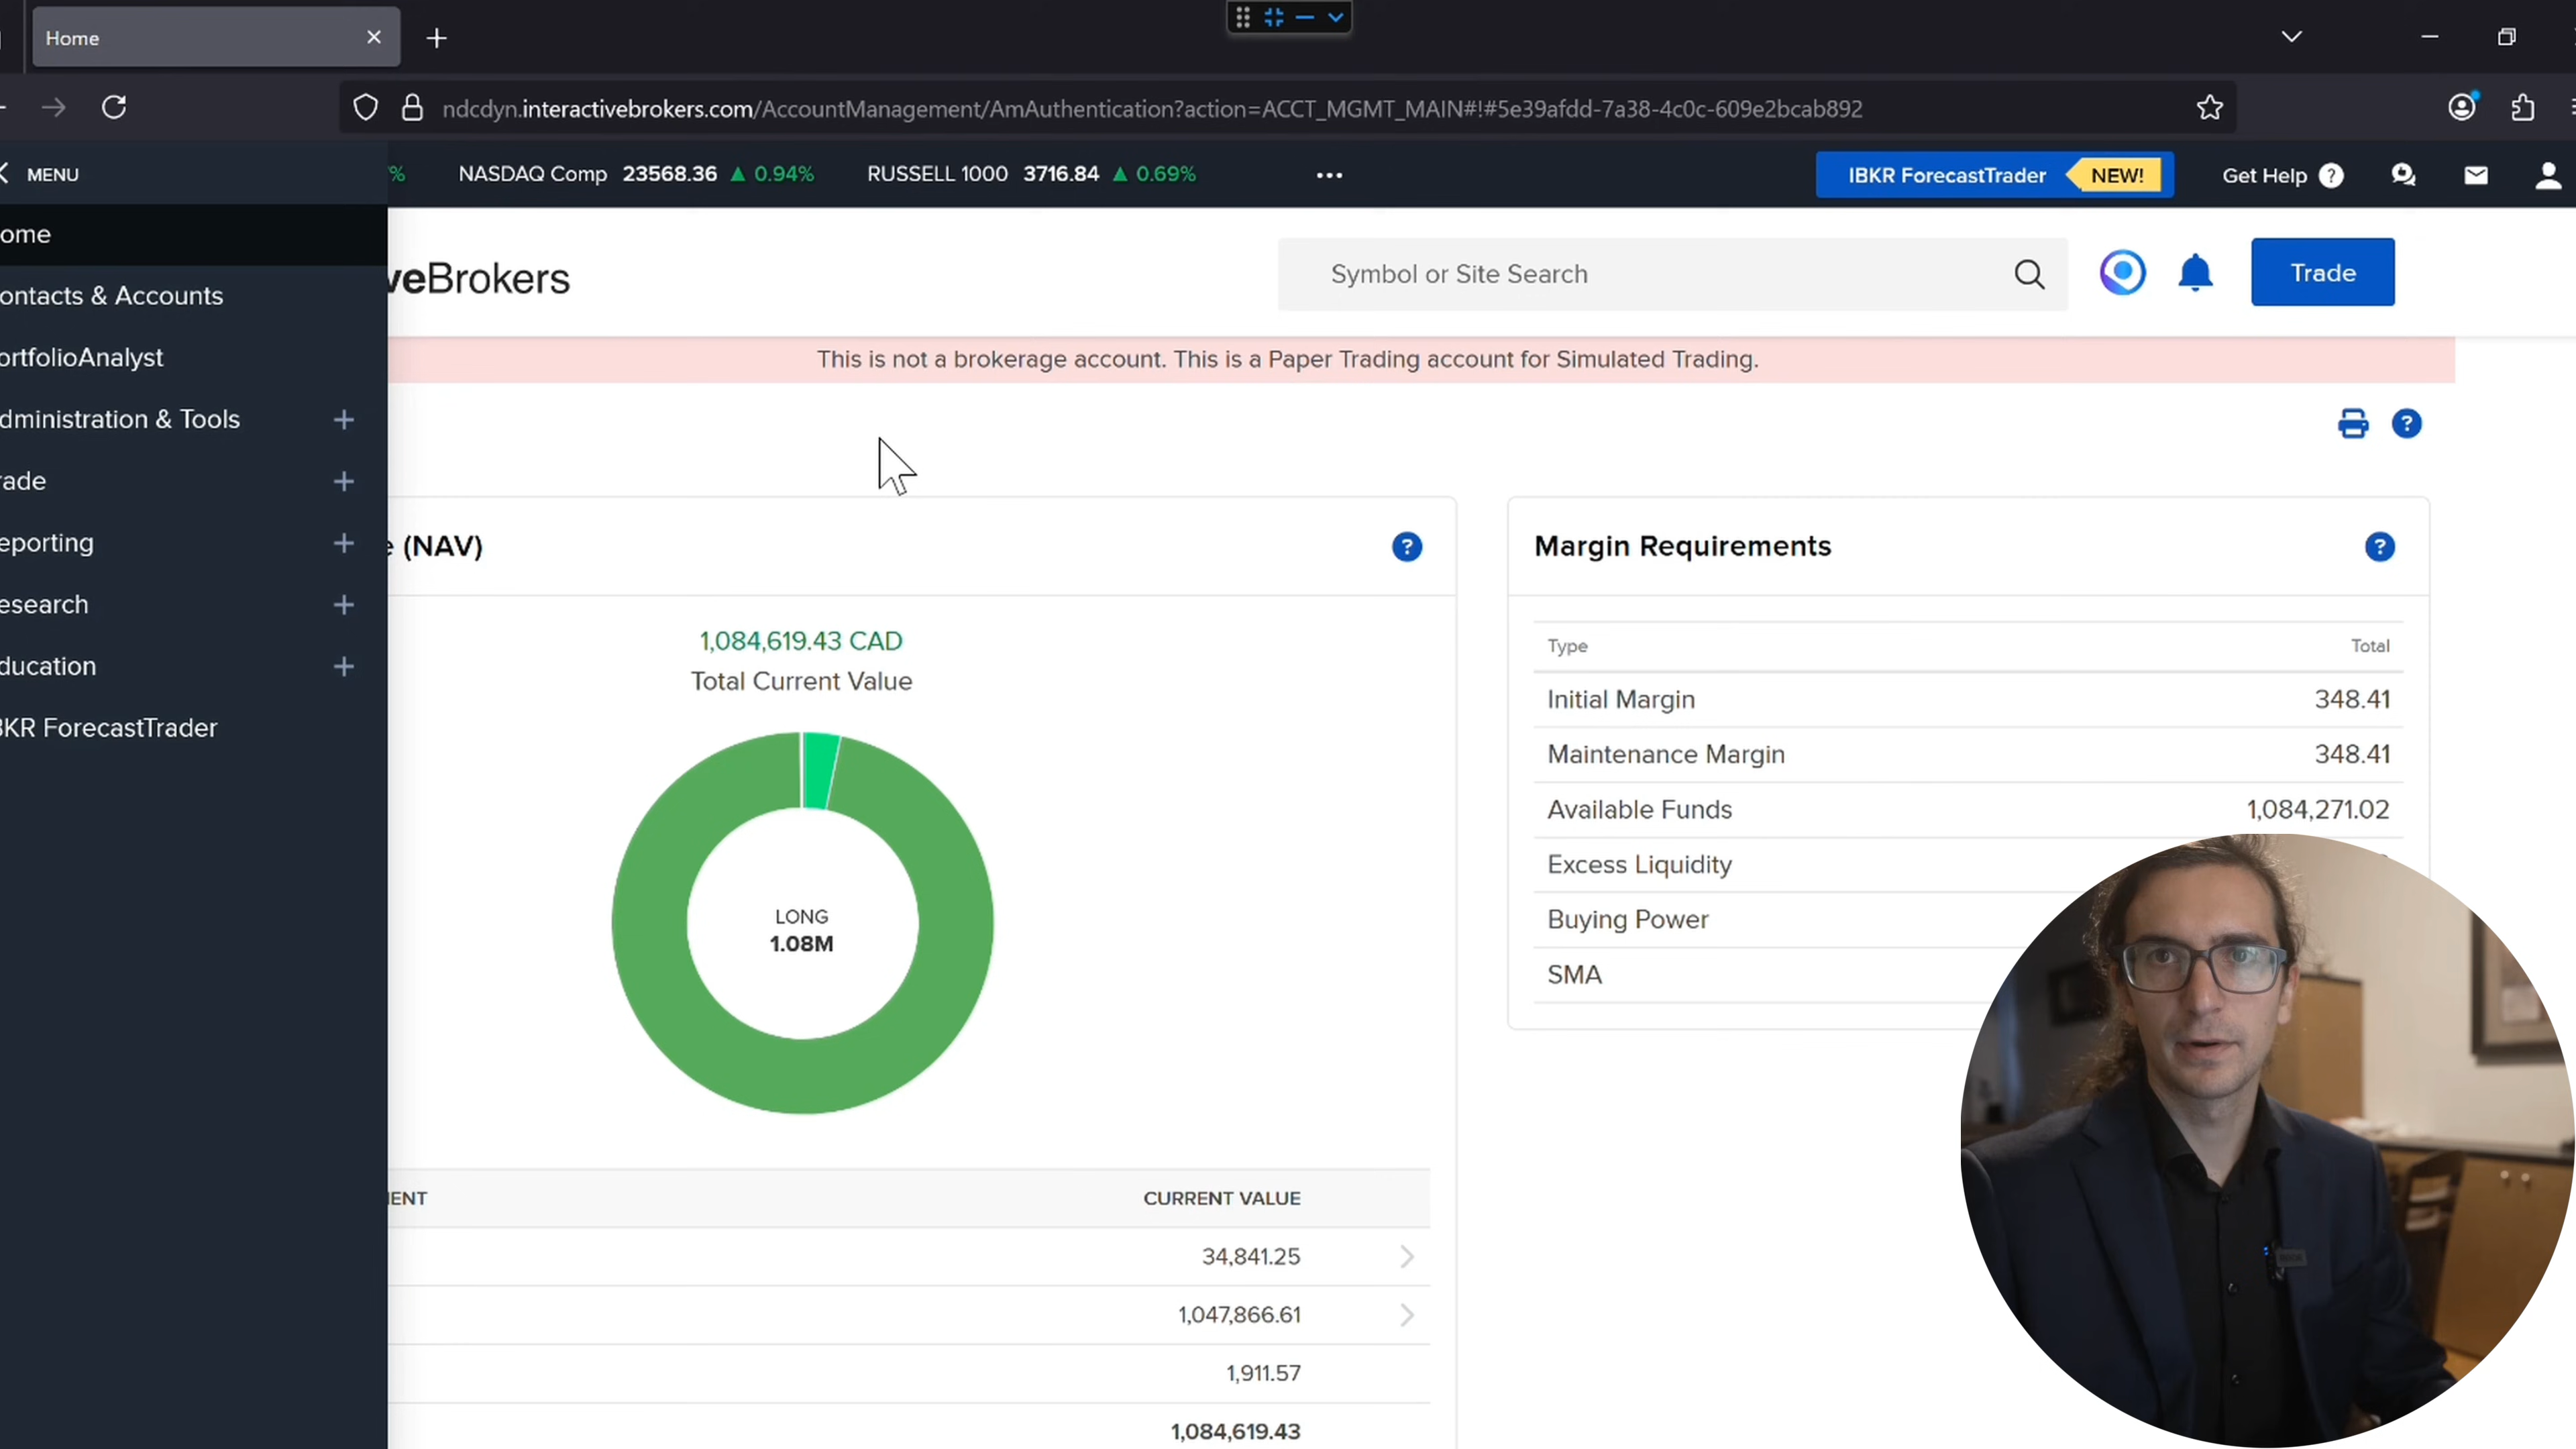 Home
ndcdyn.interactivebrokers.com/AccountManagement/AmAuthentication?action=ACCT_MGMT_MAIN#!#5e39afdd-7a38-4c0c-609e2bcab892
MENU
% NASDAQ Comp 23568.36 ▲ 0.94% RUSSELL 1000 3716.84 ▲ 0.69% ...
IBKR ForecastTrader NEW! Get Help ?
ome
ontacts & Accounts
ortfolioAnalyst
dministration & Tools +
rade +
eporting +
esearch +
ducation +
BKR ForecastTrader
veBrokers
Symbol or Site Search
Trade
This is not a brokerage account. This is a Paper Trading account for Simulated Trading.
?
e (NAV) ?
1,084,619.43 CAD
Total Current Value
LONG
1.08M
ENT CURRENT VALUE
34,841.25
1,047,866.61
1,911.57
1,084,619.43
Margin Requirements ?
Type Total
Initial Margin 348.41
Maintenance Margin 348.41
Available Funds 1,084,271.02
Excess Liquidity
Buying Power
SMA